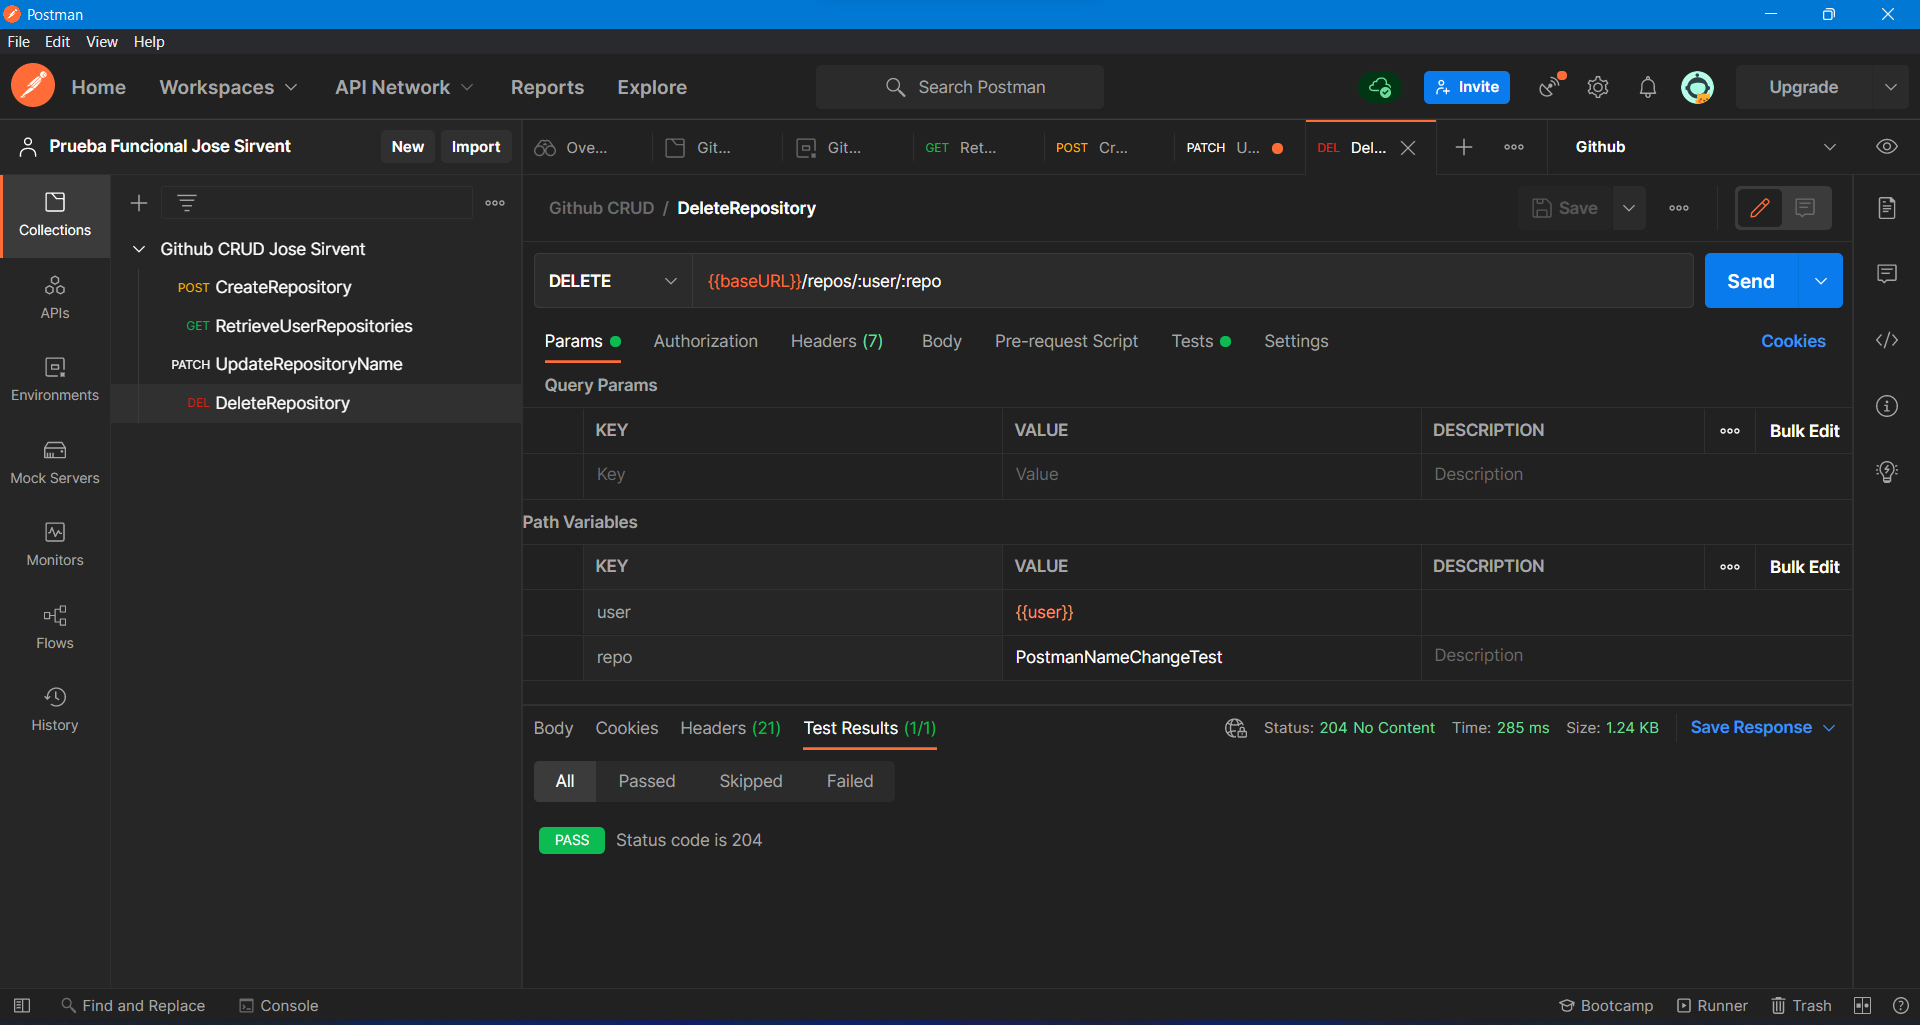 Postman
File Edit View Help
Home Workspaces API Network Reports Explore Search Postman Invite Upgrade
Prueba Funcional Jose Sirvent New Import Ove... Git... Git... GET Ret... POST Cr... PATCH U... DEL Del... Github
Collections
APIs
Environments
Mock Servers
Monitors
Flows
History
Github CRUD Jose Sirvent
POST CreateRepository
GET RetrieveUserRepositories
PATCH UpdateRepositoryName
DEL DeleteRepository
Github CRUD / DeleteRepository Save
DELETE {{baseURL}}/repos/:user/:repo Send
Params Authorization Headers (7) Body Pre-request Script Tests Settings Cookies
Query Params
KEY VALUE DESCRIPTION Bulk Edit
Key Value Description
Path Variables
KEY VALUE DESCRIPTION Bulk Edit
user {{user}}
repo PostmanNameChangeTest Description
Body Cookies Headers (21) Test Results (1/1) Status: 204 No Content Time: 285 ms Size: 1.24 KB Save Response
All Passed Skipped Failed
PASS Status code is 204
Find and Replace Console Bootcamp Runner Trash